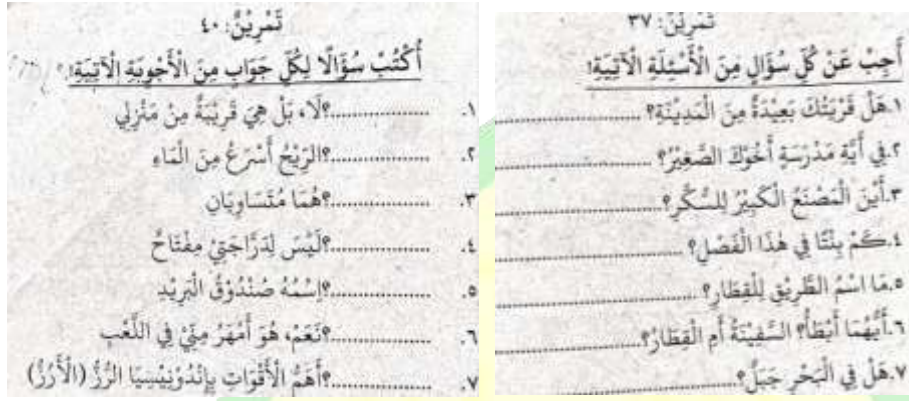 تَمْرِيْنٌ: ٣٧
أَجِبْ عَنْ كُلِّ سُؤَالٍ مِنَ الْأَسْئِلَةِ الْآتِيَةِ!
١.هَلْ قَرْيَتُكَ بَعِيْدَةٌ مِنَ الْمَدِيْنَةِ؟ ....................
٢.فِي أَيَّةِ مَدْرَسَةٍ أَخُوْكَ الصَّغِيْرُ؟ ....................
٣.أَيْنَ الْمَصْنَعُ الْكَبِيْرُ لِلسُّكَّرِ؟ ....................
٤.كَمْ بِنْتًا فِي هٰذَا الْفَصْلِ؟ ....................
٥.مَا اسْمُ الطَّرِيْقِ لِلْقِطَارِ؟ ....................
٦.أَيُّهُمَا أَبْطَأُ؟ السَّفِيْنَةُ أَمِ الْقِطَارُ؟....................
٧.هَلْ فِي الْبَحْرِ جَبَلٌ؟....................
تَمْرِيْنٌ: ٤٠
أُكْتُبْ سُؤَالًا لِكُلِّ جَوَابٍ مِنَ الْأَجْوِبَةِ الْآتِيَةِ!
١. ....................؟لَا، بَلْ هِيَ قَرِيْبَةٌ مِنْ مَنْزِلِي
٢. ....................؟الرِّيْحُ أَسْرَعُ مِنَ الْمَاءِ
٣. ....................؟هُمَا مُتَسَاوِيَانِ
٤. ....................؟لَيْسَ لِدَرَّاجَتِيْ مِفْتَاحٌ
٥. ....................؟اِسْمُهُ صُنْدُوْقُ الْبَرِيْدِ
٦. ....................؟نَعَمْ، هُوَ أَمْهَرُ مِنِّيْ فِي اللَّعْبِ
٧. ....................؟أَهَمُّ الْأَقْوَاتِ بِإِنْدُوْنِيْسِيَا الرُّزُّ (الْأَرُزُّ)